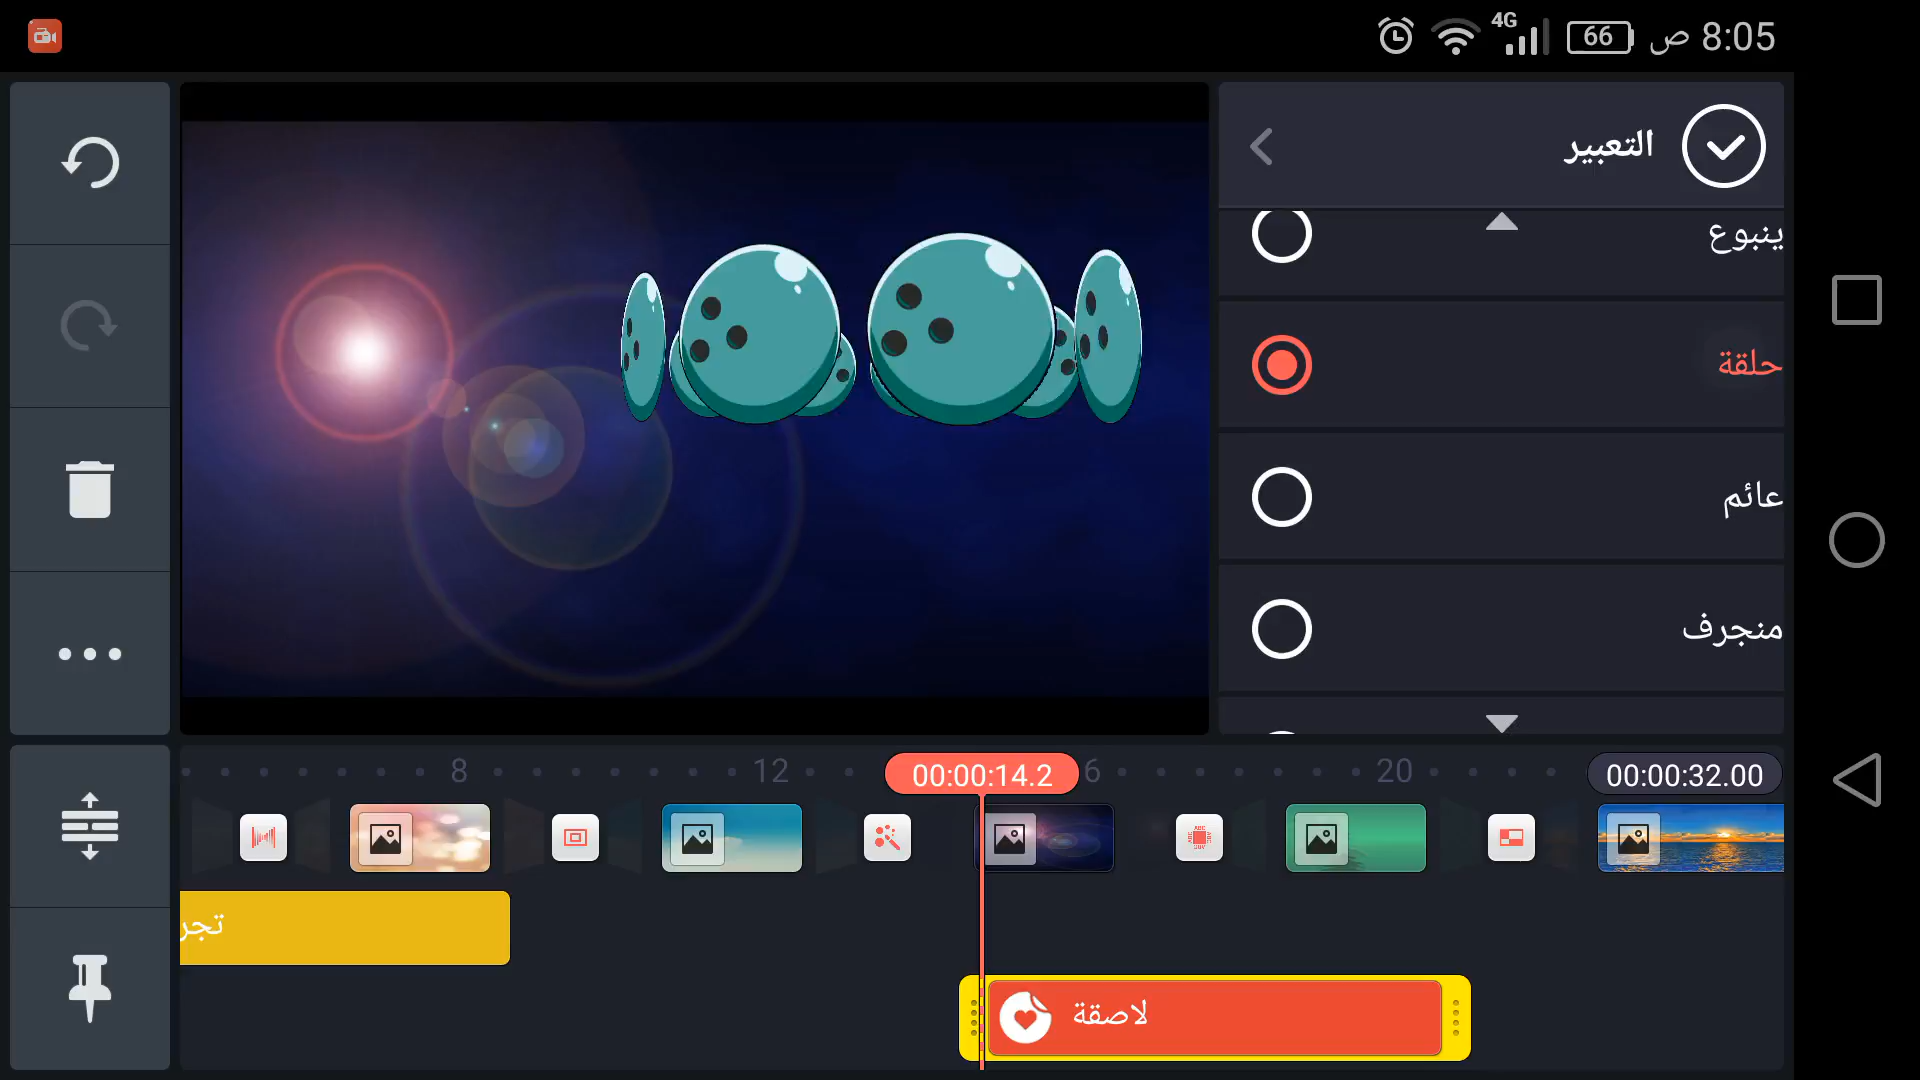 4G
66
8:05 ص
التعبير
ينبوع
حلقة
عائم
منجرف
8
12
00:00:14.2
6
20
00:00:32.00
تجر
لاصقة